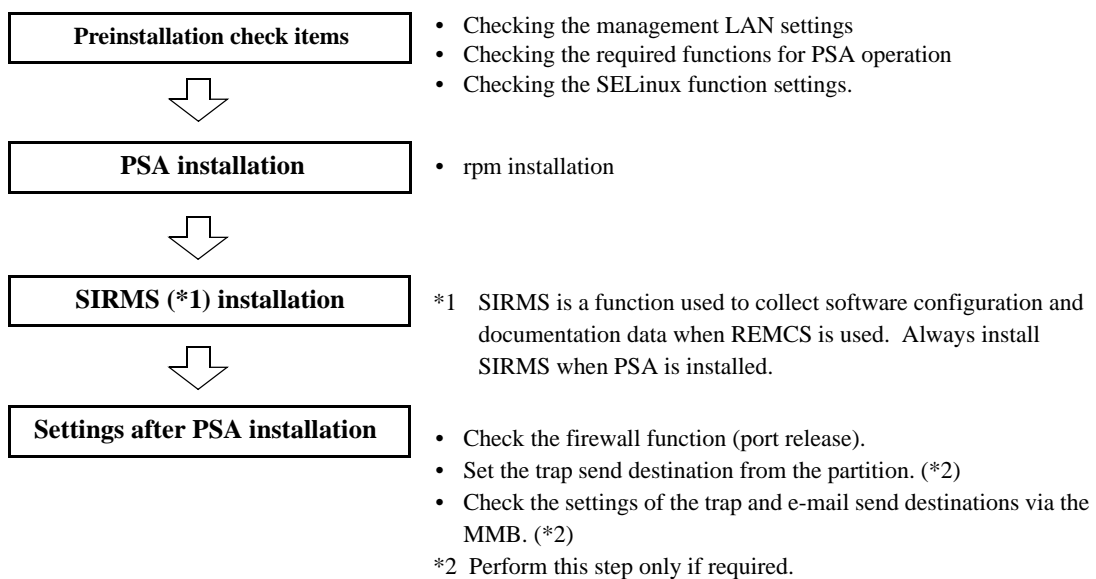 Preinstallation check items
• Checking the management LAN settings
• Checking the required functions for PSA operation
• Checking the SELinux function settings.
PSA installation
• rpm installation
SIRMS (*1) installation
*1 SIRMS is a function used to collect software configuration and
documentation data when REMCS is used. Always install
SIRMS when PSA is installed.
Settings after PSA installation
• Check the firewall function (port release).
• Set the trap send destination from the partition. (*2)
• Check the settings of the trap and e-mail send destinations via the
MMB. (*2)
*2 Perform this step only if required.